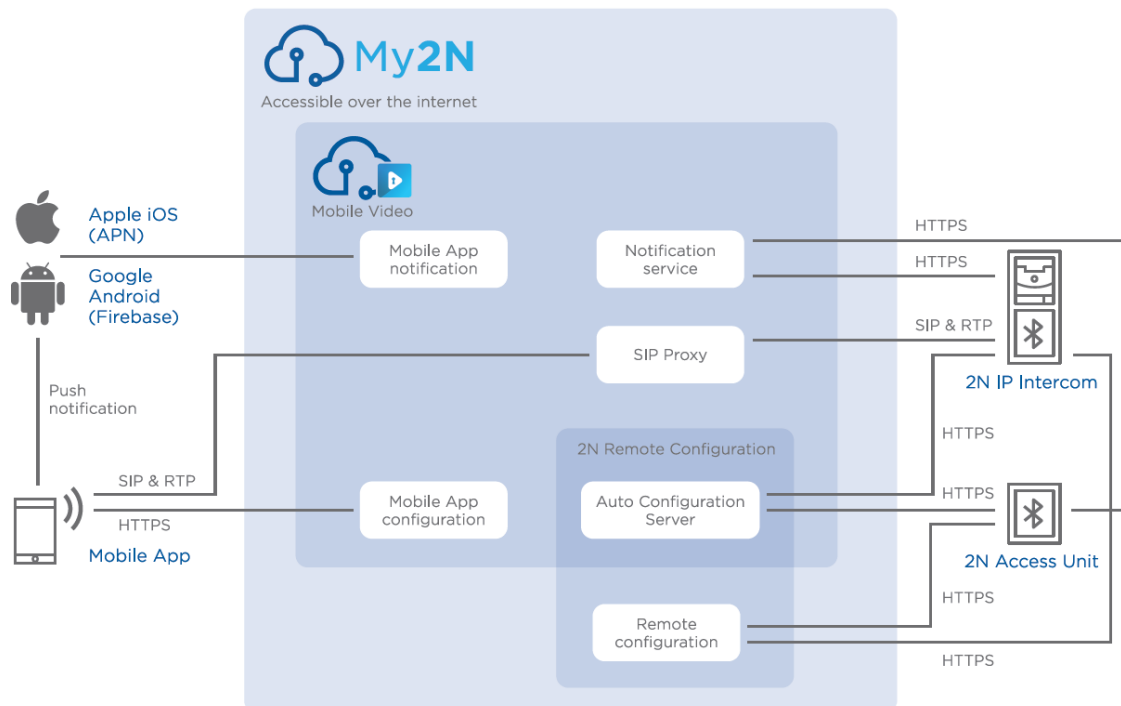 My2N
Accessible over the internet
Mobile Video
Apple iOS
(APN)
Google
Android
(Firebase)
Mobile App
notification
Notification
service
HTTPS
HTTPS
SIP & RTP
SIP Proxy
2N IP Intercom
Push
notification
HTTPS
2N Remote Configuration
SIP & RTP
HTTPS
Mobile App
Mobile App
configuration
Auto Configuration
Server
HTTPS
2N Access Unit
HTTPS
Remote
configuration
HTTPS